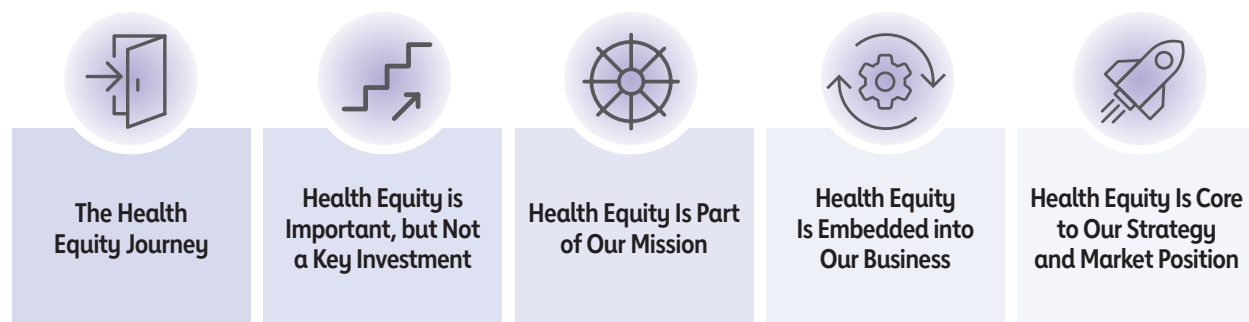 The Health
Equity Journey
Health Equity is
Important, but Not
a Key Investment
Health Equity Is Part
of Our Mission
Health Equity
Is Embedded into
Our Business
Health Equity Is Core
to Our Strategy
and Market Position